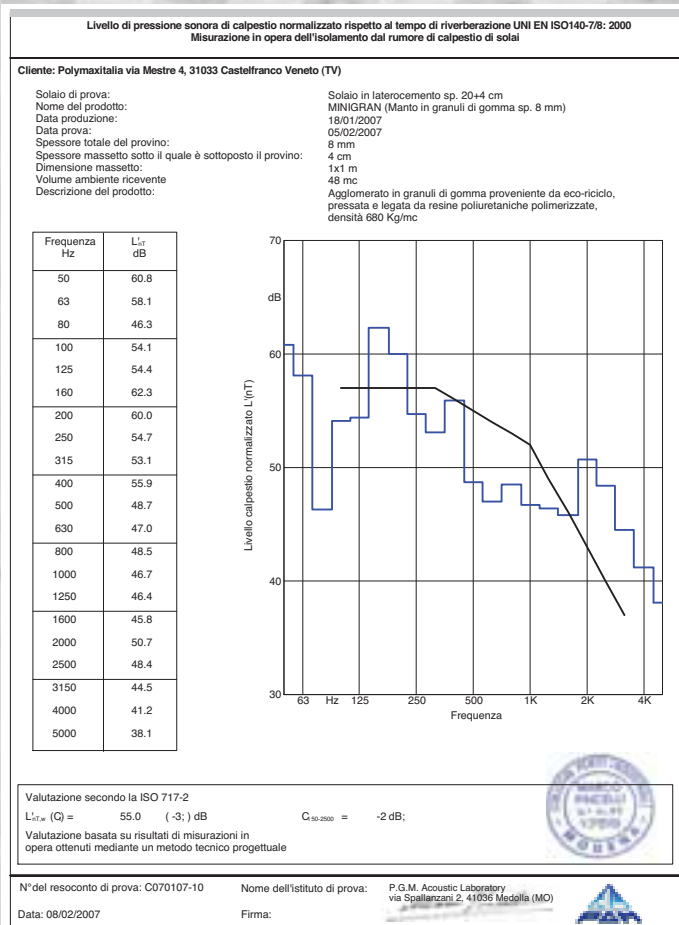 Livello di pressione sonora di calpestio normalizzato rispetto al tempo di riverberazione UNI EN ISO140-7/8: 2000
Misurazione in opera dell'isolamento dal rumore di calpestio di solai
Cliente: Polymaxitalia via Mestre 4, 31033 Castelfranco Veneto (TV)
Solaio di prova: Solaio in laterocemento sp. 20+4 cm
Nome del prodotto: MINIGRAN (Manto in granuli di gomma sp. 8 mm)
Data produzione: 18/01/2007
Data prova: 05/02/2007
Spessore totale del provino: 8 mm
Spessore massetto sotto il quale è sottoposto il provino: 4 cm
Dimensione massetto: 1x1 m
Volume ambiente ricevente 48 mc
Descrizione del prodotto: Agglomerato in granuli di gomma proveniente da eco-riciclo,
pressata e legata da resine poliuretaniche polimerizzate,
densità 680 Kg/mc
Frequenza L'nT
Hz dB
50 60.8
63 58.1
80 46.3
100 54.1
125 54.4
160 62.3
200 60.0
250 54.7
315 53.1
400 55.9
500 48.7
630 47.0
800 48.5
1000 46.7
1250 46.4
1600 45.8
2000 50.7
2500 48.4
3150 44.5
4000 41.2
5000 38.1
Livello calpestio normalizzato L'(nT)
70
dB
60
50
40
30
63 Hz 125 250 500 1K 2K 4K
Frequenza
Valutazione secondo la ISO 717-2
L'nT,w (Cı) = 55.0 ( -3; ) dB Cı 50-2500 = -2 dB;
Valutazione basata su risultati di misurazioni in
opera ottenuti mediante un metodo tecnico progettuale
MODENA
N°del resoconto di prova: C070107-10 Nome dell'istituto di prova: P.G.M. Acoustic Laboratory
via Spallanzani 2, 41036 Medolla (MO)
Data: 08/02/2007 Firma: